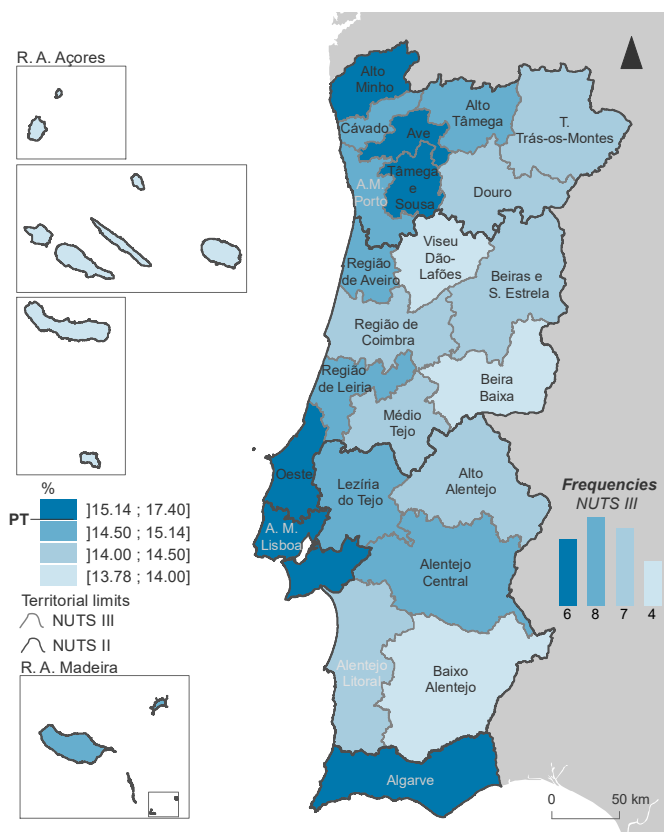 R. A. Açores
Alto
Minho
Alto
Tâmega
T.
Trás-os-Montes
Cávado
Ave
Tâmega
e
Sousa
A.M.
Porto
Douro
Viseu
Dão-
Lafões
Região
de Aveiro
Beiras e
S. Estrela
Região de
Coimbra
Região
de Leiria
Beira
Baixa
Médio
Tejo
Oeste
Lezíria
do Tejo
Alto
Alentejo
A. M.
Lisboa
Alentejo
Central
Alentejo
Litoral
Baixo
Alentejo
Algarve
%
PT
]15.14 ; 17.40]
]14.50 ; 15.14]
]14.00 ; 14.50]
[13.78 ; 14.00]
Territorial limits
NUTS III
NUTS II
R. A. Madeira
Frequencies
NUTS III
6 8 7 4
0 50 km